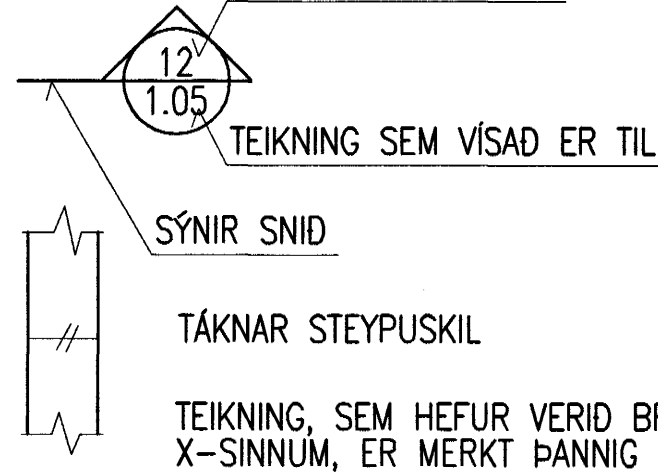 12
1.05
TEIKNING SEM VÍSAÐ ER TIL
SÝNIR SNIÐ
TÁKNAR STEYPUSKIL
TEIKNING, SEM HEFUR VERIÐ
X-SINNUM, ER MERKT ÞANNIG